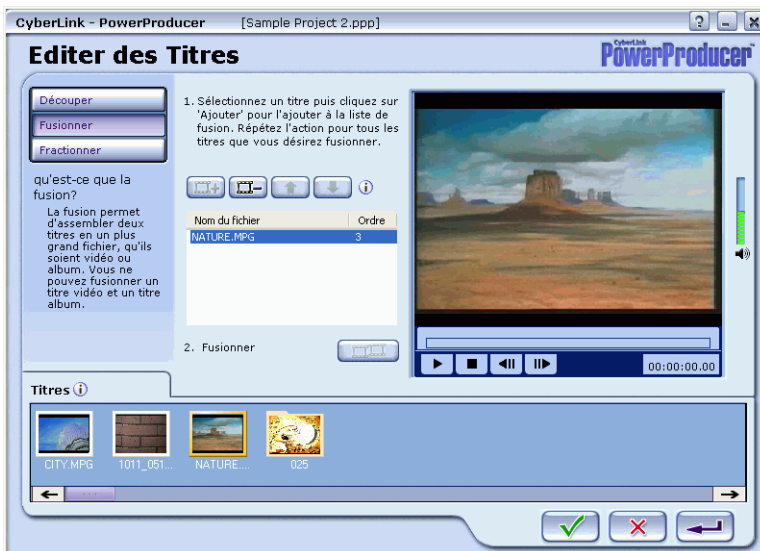 CyberLink - PowerProducer [Sample Project 2.ppp]
Editer des Titres
CyberLink
PowerProducer
Découper
Fusionner
Fractionner
qu'est-ce que la
fusion?
La fusion permet
d'assembler deux
titres en un plus
grand fichier, qu'ils
soient vidéo ou
album. Vous ne
pouvez fusionner un
titre vidéo et un titre
album.
1. Sélectionnez un titre puis cliquez sur
'Ajouter' pour l'ajouter à la liste de
fusion. Répétez l'action pour tous les
titres que vous désirez fusionner.
Nom du fichier Ordre
NATURE.MPG 3
2. Fusionner
00:00:00.00
Titres
CITY.MPG 1011_051... NATURE.... 025